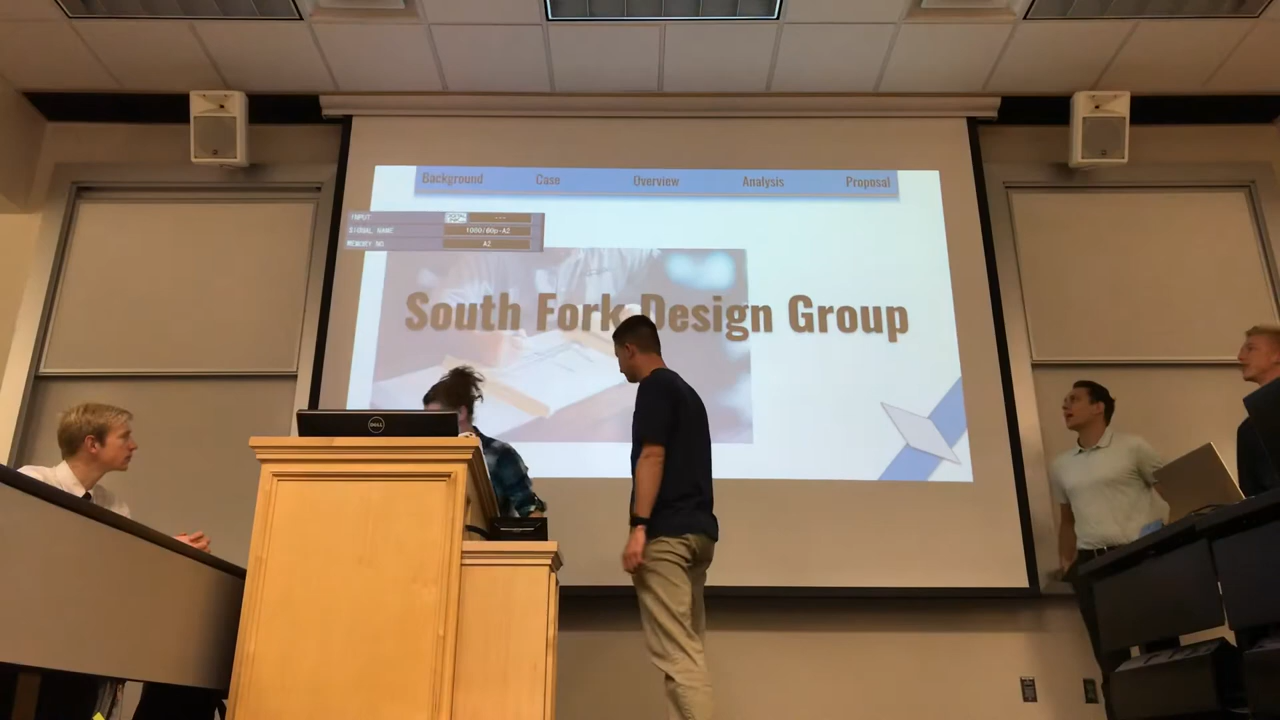 Background Case Overview Analysis Proposal
INPUT
SIGNAL NAME 1080/60p-A2
MEMORY NO A2
South Fork Design Group
DELL